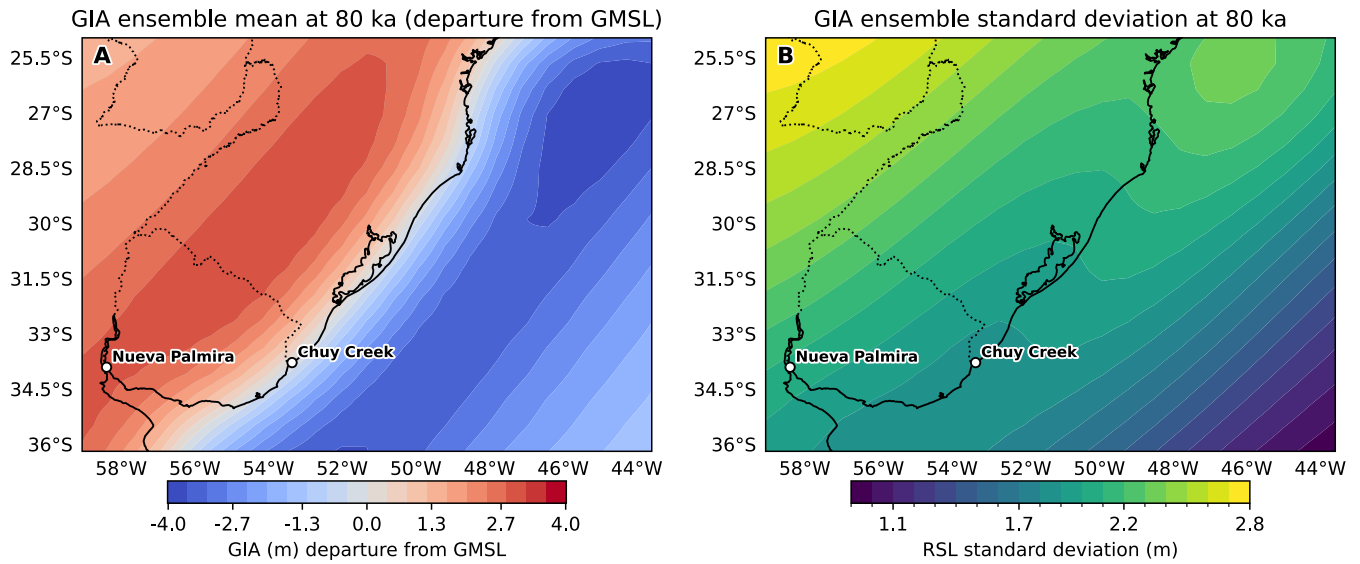 GIA ensemble mean at 80 ka (departure from GMSL)
A
25.5°S
27°S
28.5°S
30°S
31.5°S
33°S
34.5°S
36°S
Nueva Palmira
Chuy Creek
58°W 56°W 54°W 52°W 50°W 48°W 46°W 44°W
-4.0 -2.7 -1.3 0.0 1.3 2.7 4.0
GIA (m) departure from GMSL
GIA ensemble standard deviation at 80 ka
B
25.5°S
27°S
28.5°S
30°S
31.5°S
33°S
34.5°S
36°S
Nueva Palmira
Chuy Creek
58°W 56°W 54°W 52°W 50°W 48°W 46°W 44°W
1.1 1.7 2.2 2.8
RSL standard deviation (m)